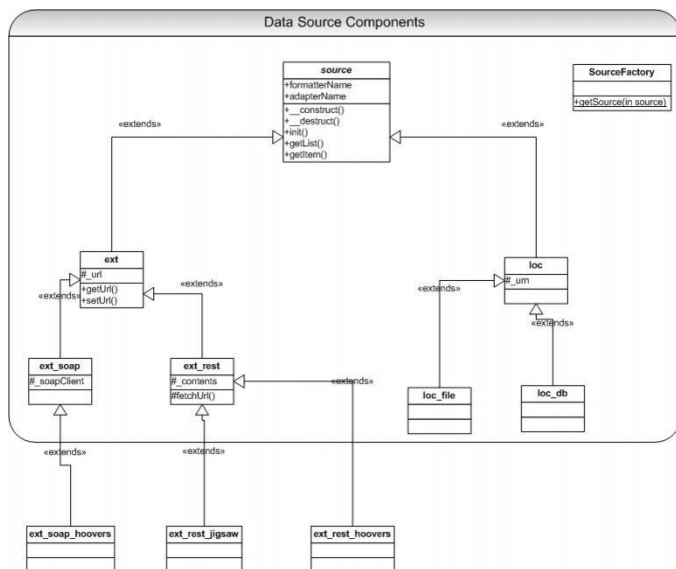 Data Source Components
source
+formatterName
+adapterName
+__construct()
+__destruct()
+init()
+getList()
+getItem()
SourceFactory
+getSource(in source)
«extends»
«extends»
ext
#_url
+getUrl()
+setUrl()
loc
#_urn
«extends»
«extends»
«extends»
«extends»
ext_soap
#_soapClient
ext_rest
#_contents
#fetchUrl()
«extends»
loc_file
loc_db
«extends»
«extends»
ext_soap_hoovers
ext_rest_jigsaw
ext_rest_hoovers